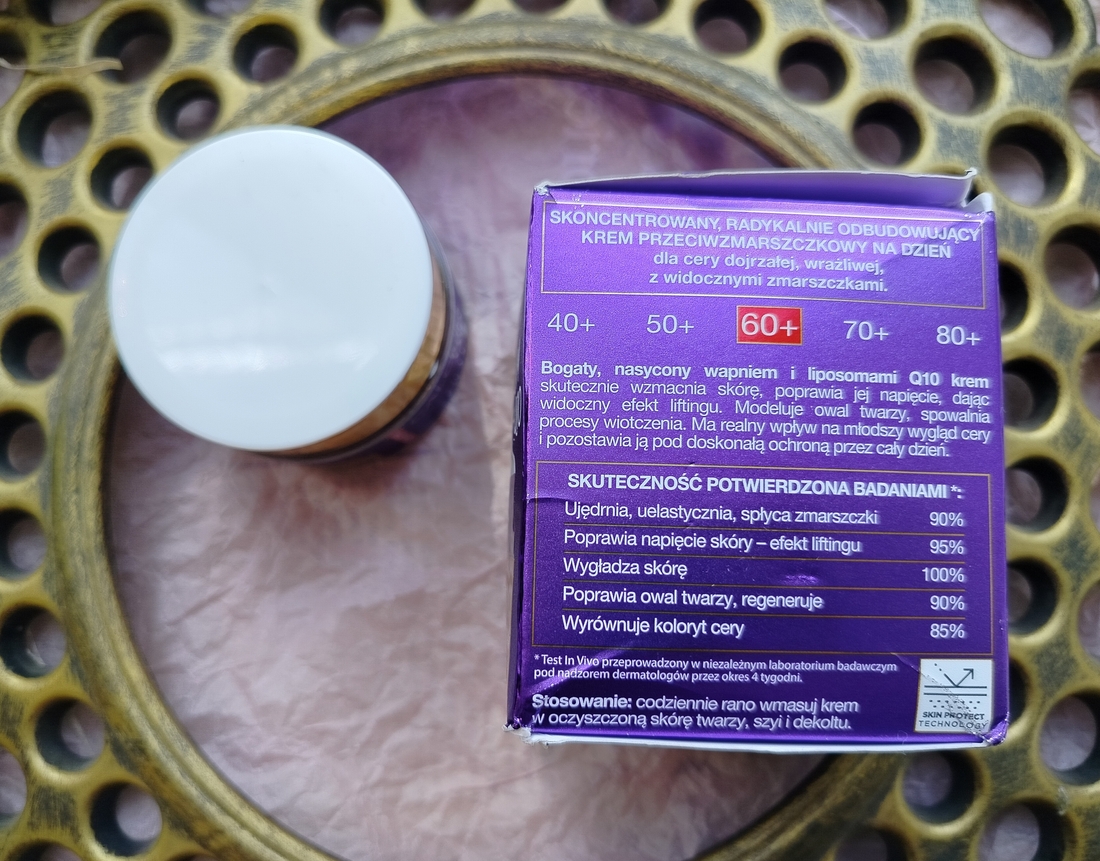 SKONCENTROWANY, RADYKALNIE ODBUDOWUJĄCY
KREM PRZECIWZMARSZCZKOWY NA DZIEŃ
dla cery dojrzałej, wrażliwej,
z widocznymi zmarszczkami.
40+ 50+ 60+ 70+ 80+
Bogaty, nasycony wapniem i liposomami Q10 krem
skutecznie wzmacnia skórę, poprawia jej napięcie, dając
widoczny efekt liftingu. Modeluje owal twarzy, spowalnia
procesy wiotczenia. Ma realny wpływ na młodszy wygląd cery
i pozostawia ją pod doskonałą ochroną przez cały dzień.
SKUTECZNOŚĆ POTWIERDZONA BADANIAMI *:
Ujędrnia, uelastycznia, spłyca zmarszczki 90%
Poprawia napięcie skóry – efekt liftingu 95%
Wygładza skórę 100%
Poprawia owal twarzy, regeneruje 90%
Wyrównuje koloryt cery 85%
* Test In Vivo przeprowadzony w niezależnym laboratorium badawczym
pod nadzorem dermatologów przez okres 4 tygodni.
Stosowanie: codziennie rano wmasuj krem
w oczyszczoną skórę twarzy, szyi i dekoltu.
SKIN PROTECT
TECHNOLOGY